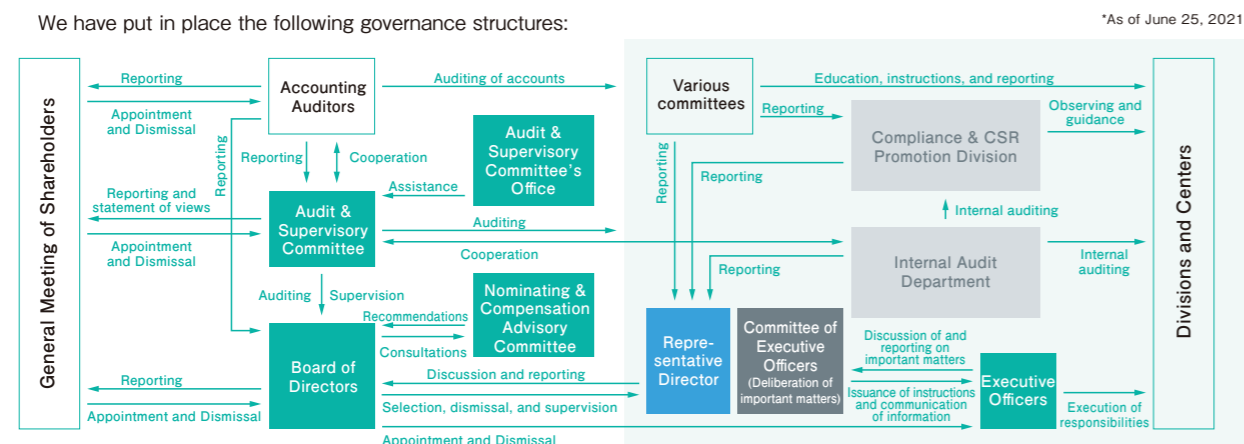 We have put in place the following governance structures:
*As of June 25, 2021
General Meeting of Shareholders
Reporting
Appointment
and Dismissal
Accounting
Auditors
Auditing of accounts
Reporting
Reporting
Cooperation
Audit &
Supervisory
Committee's
Office
Assistance
Reporting and
statement of views
Appointment
and Dismissal
Audit &
Supervisory
Committee
Auditing
Cooperation
Auditing
Supervision
Nominating &
Compensation
Advisory
Committee
Recommendations
Consultations
Board of
Directors
Reporting
Appointment and Dismissal
Discussion and reporting
Selection, dismissal, and supervision
Appointment and Dismissal
Various
committees
Education, instructions, and reporting
Reporting
Observing and
guidance
Compliance & CSR
Promotion Division
Reporting
Reporting
Internal auditing
Internal Audit
Department
Internal
auditing
Reporting
Repre-
sentative
Director
Committee of
Executive
Officers
(Deliberation of
important matters)
Discussion of and
reporting on
important matters
Issuance of instructions
and communication
of information
Executive
Officers
Execution of
responsibilities
Divisions and Centers